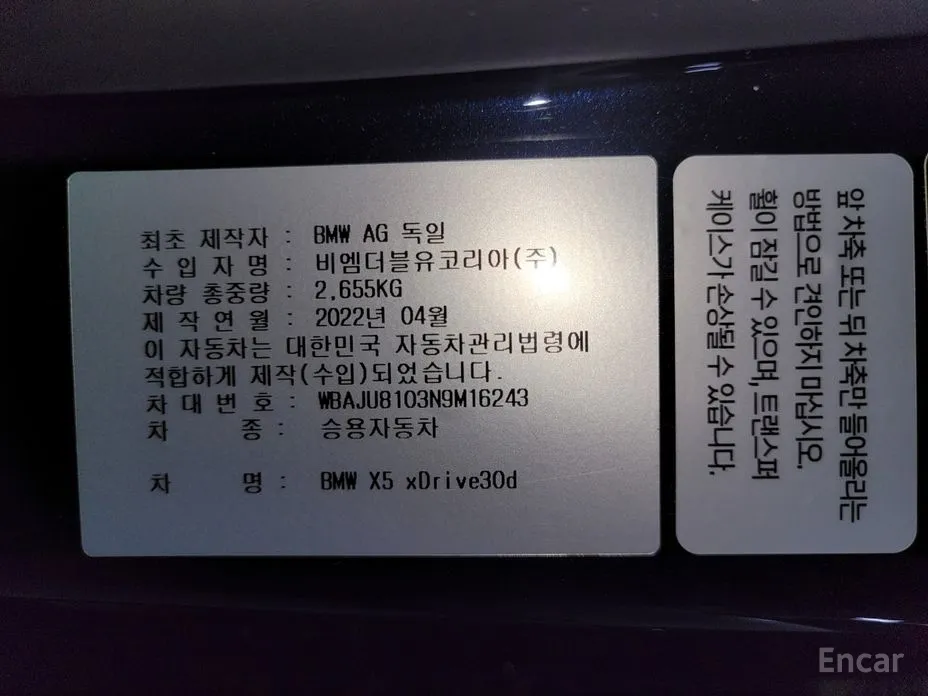 최초 제작자 : BMW AG 독일
수 입 자 명 : 비엠더블유코리아(주)
차량 총중량 : 2,655KG
제 작 연 월 : 2022년 04월
이 자동차는 대한민국 자동차관리법령에
적합하게 제작(수입)되었습니다.
차 대 번 호 : WBAJU8103N9M16243
차 종 : 승용자동차
차 명 : BMW X5 xDrive30d
앞 차축 또는 뒤 차축만 들어올리는
방법으로 견인하지 마십시오.
휠이 잠길 수 있으며, 트랜스퍼
케이스가 손상될 수 있습니다.
Encar